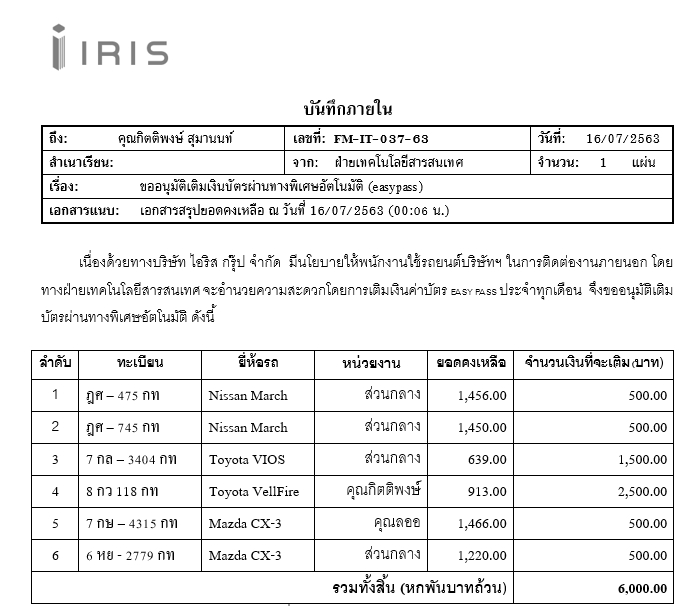 IRIS
บันทึกภายใน
ถึง: คุณกิตติพงษ์ สุมานนท์ เลขที่: FM-IT-037-63 วันที่: 16/07/2563
สำเนาเรียน: จาก: ฝ่ายเทคโนโลยีสารสนเทศ จำนวน: 1 แผ่น
เรื่อง: ขออนุมัติเติมเงินบัตรผ่านทางพิเศษอัตโนมัติ (easypass)
เอกสารแนบ: เอกสารสรุปยอดคงเหลือ ณ วันที่ 16/07/2563 (00:06 น.)
เนื่องด้วยทางบริษัท ไอริส กรุ๊ป จำกัด มีนโยบายให้พนักงานใช้รถยนต์บริษัทฯ ในการติดต่องานภายนอก โดย
ทางฝ่ายเทคโนโลยีสารสนเทศ จะอำนวยความสะดวกโดยการเติมเงินค่าบัตร EASY PASS ประจำทุกเดือน จึงขออนุมัติเติม
บัตรผ่านทางพิเศษอัตโนมัติ ดังนี้
ลำดับ ทะเบียน ยี่ห้อรถ หน่วยงาน ยอดคงเหลือ จำนวนเงินที่จะเติม(บาท)
1 ฎศ – 475 กท Nissan March ส่วนกลาง 1,456.00 500.00
2 ฎศ – 745 กท Nissan March ส่วนกลาง 1,450.00 500.00
3 7 กล – 3404 กท Toyota VIOS ส่วนกลาง 639.00 1,500.00
4 8 กว 118 กท Toyota VellFire คุณกิตติพงษ์ 913.00 2,500.00
5 7 กษ – 4315 กท Mazda CX-3 คุณลออ 1,466.00 500.00
6 6 หย - 2779 กท Mazda CX-3 ส่วนกลาง 1,220.00 500.00
รวมทั้งสิ้น (หกพันบาทถ้วน) 6,000.00